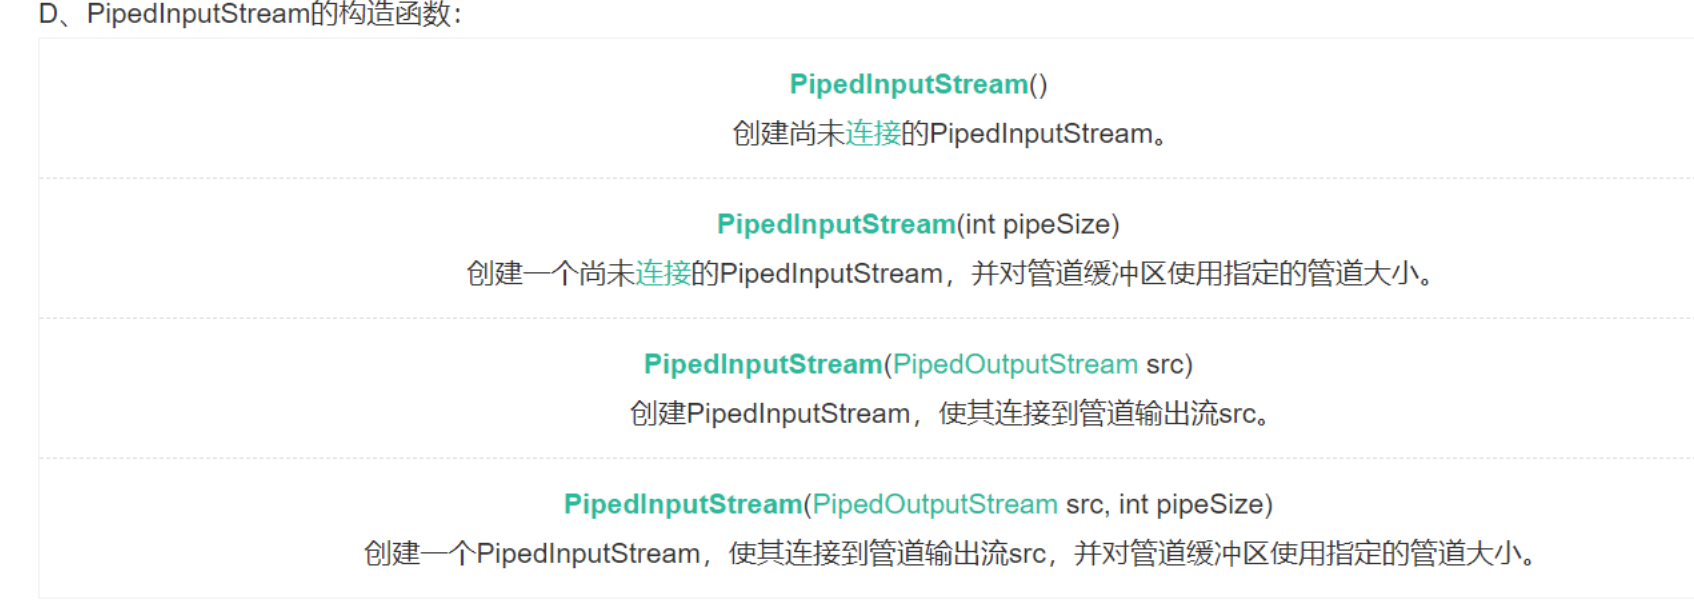 D、PipedInputStream的构造函数：
PipedInputStream()
创建尚未连接的PipedInputStream。
PipedInputStream(int pipeSize)
创建一个尚未连接的PipedInputStream，并对管道缓冲区使用指定的管道大小。
PipedInputStream(PipedOutputStream src)
创建PipedInputStream，使其连接到管道输出流src。
PipedInputStream(PipedOutputStream src, int pipeSize)
创建一个PipedInputStream，使其连接到管道输出流src，并对管道缓冲区使用指定的管道大小。